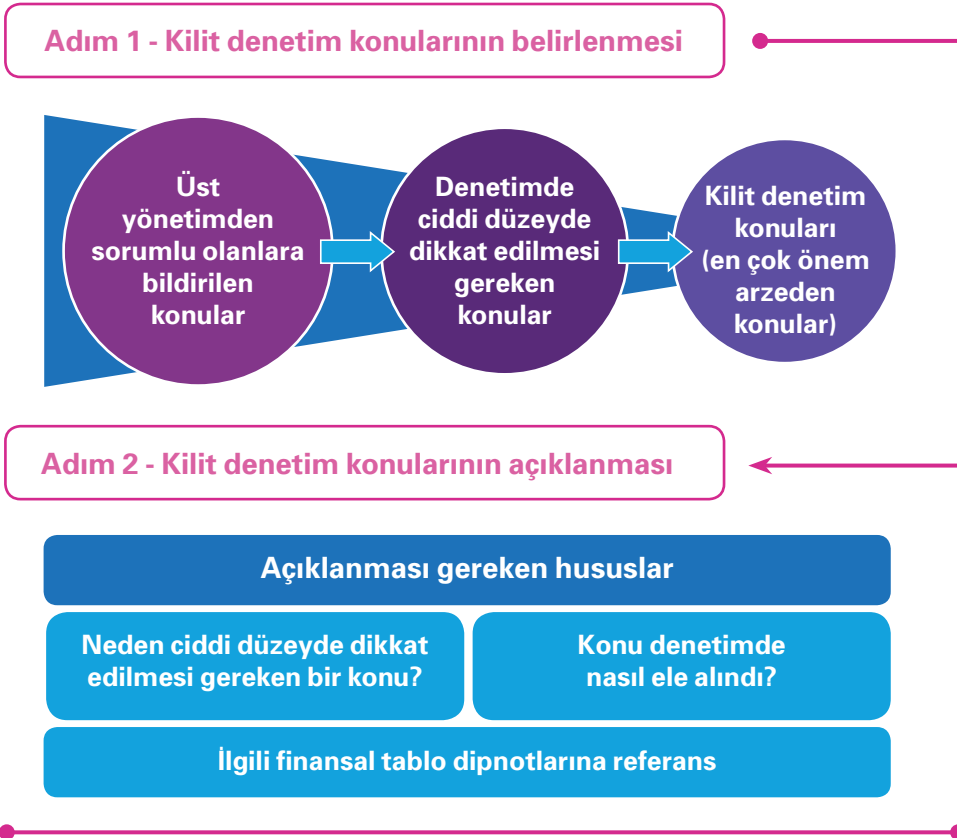 Adım 1 - Kilit denetim konularının belirlenmesi
Üst
yönetimden
sorumlu olanlara
bildirilen
konular
Denetimde
ciddi düzeyde
dikkat edilmesi
gereken
konular
Kilit denetim
konuları
(en çok önem
arzeden
konular)
Adım 2 - Kilit denetim konularının açıklanması
Açıklanması gereken hususlar
Neden ciddi düzeyde dikkat
edilmesi gereken bir konu?
Konu denetimde
nasıl ele alındı?
İlgili finansal tablo dipnotlarına referans